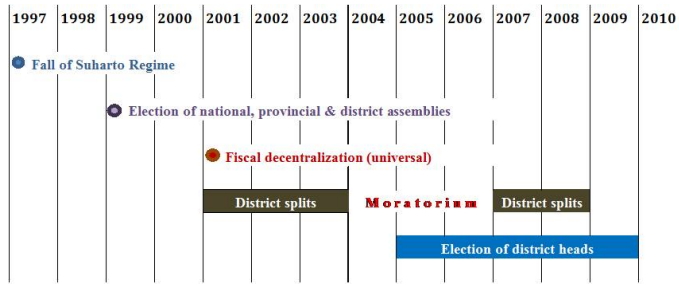 1997 1998 1999 2000 2001 2002 2003 2004 2005 2006 2007 2008 2009 2010
Fall of Suharto Regime
Election of national, provincial & district assemblies
Fiscal decentralization (universal)
District splits Moratorium District splits
Election of district heads